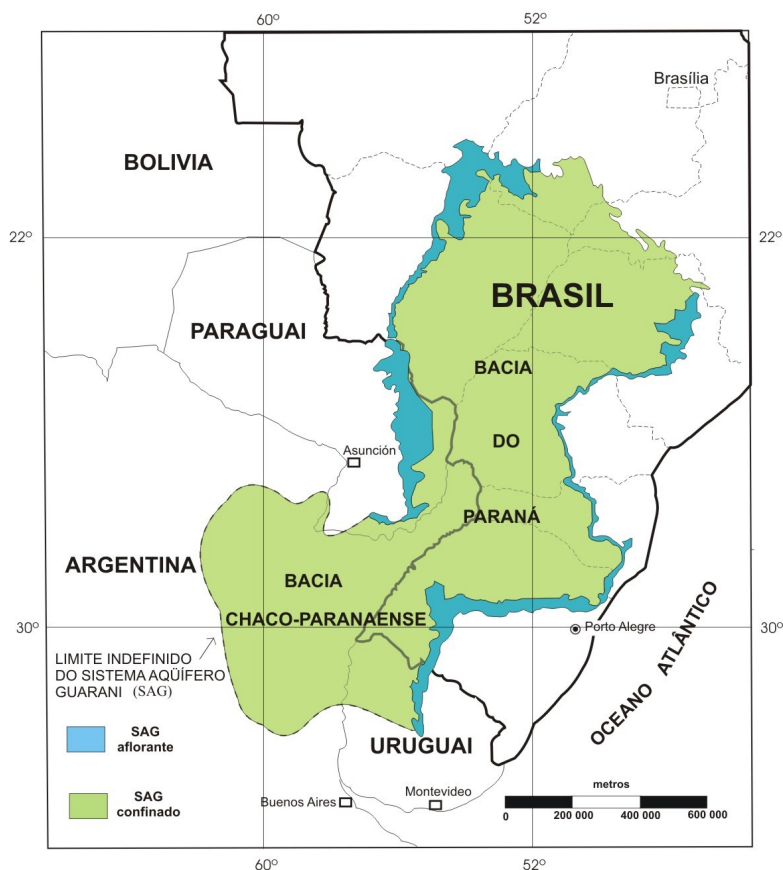 60º
52º
Brasília
BOLIVIA
22º
22º
BRASIL
PARAGUAI
BACIA
DO
Asunción
PARANÁ
ARGENTINA
BACIA
CHACO-PARANAENSE
30º
30º
Porto Alegre
OCEANO ATLÂNTICO
LIMITE INDEFINIDO
DO SISTEMA AQÜÍFERO
GUARANI (SAG)
SAG
aflorante
URUGUAI
metros
SAG
confinado
Buenos Aires
Montevideo
0 200 000 400 000 600 000
60º
52º